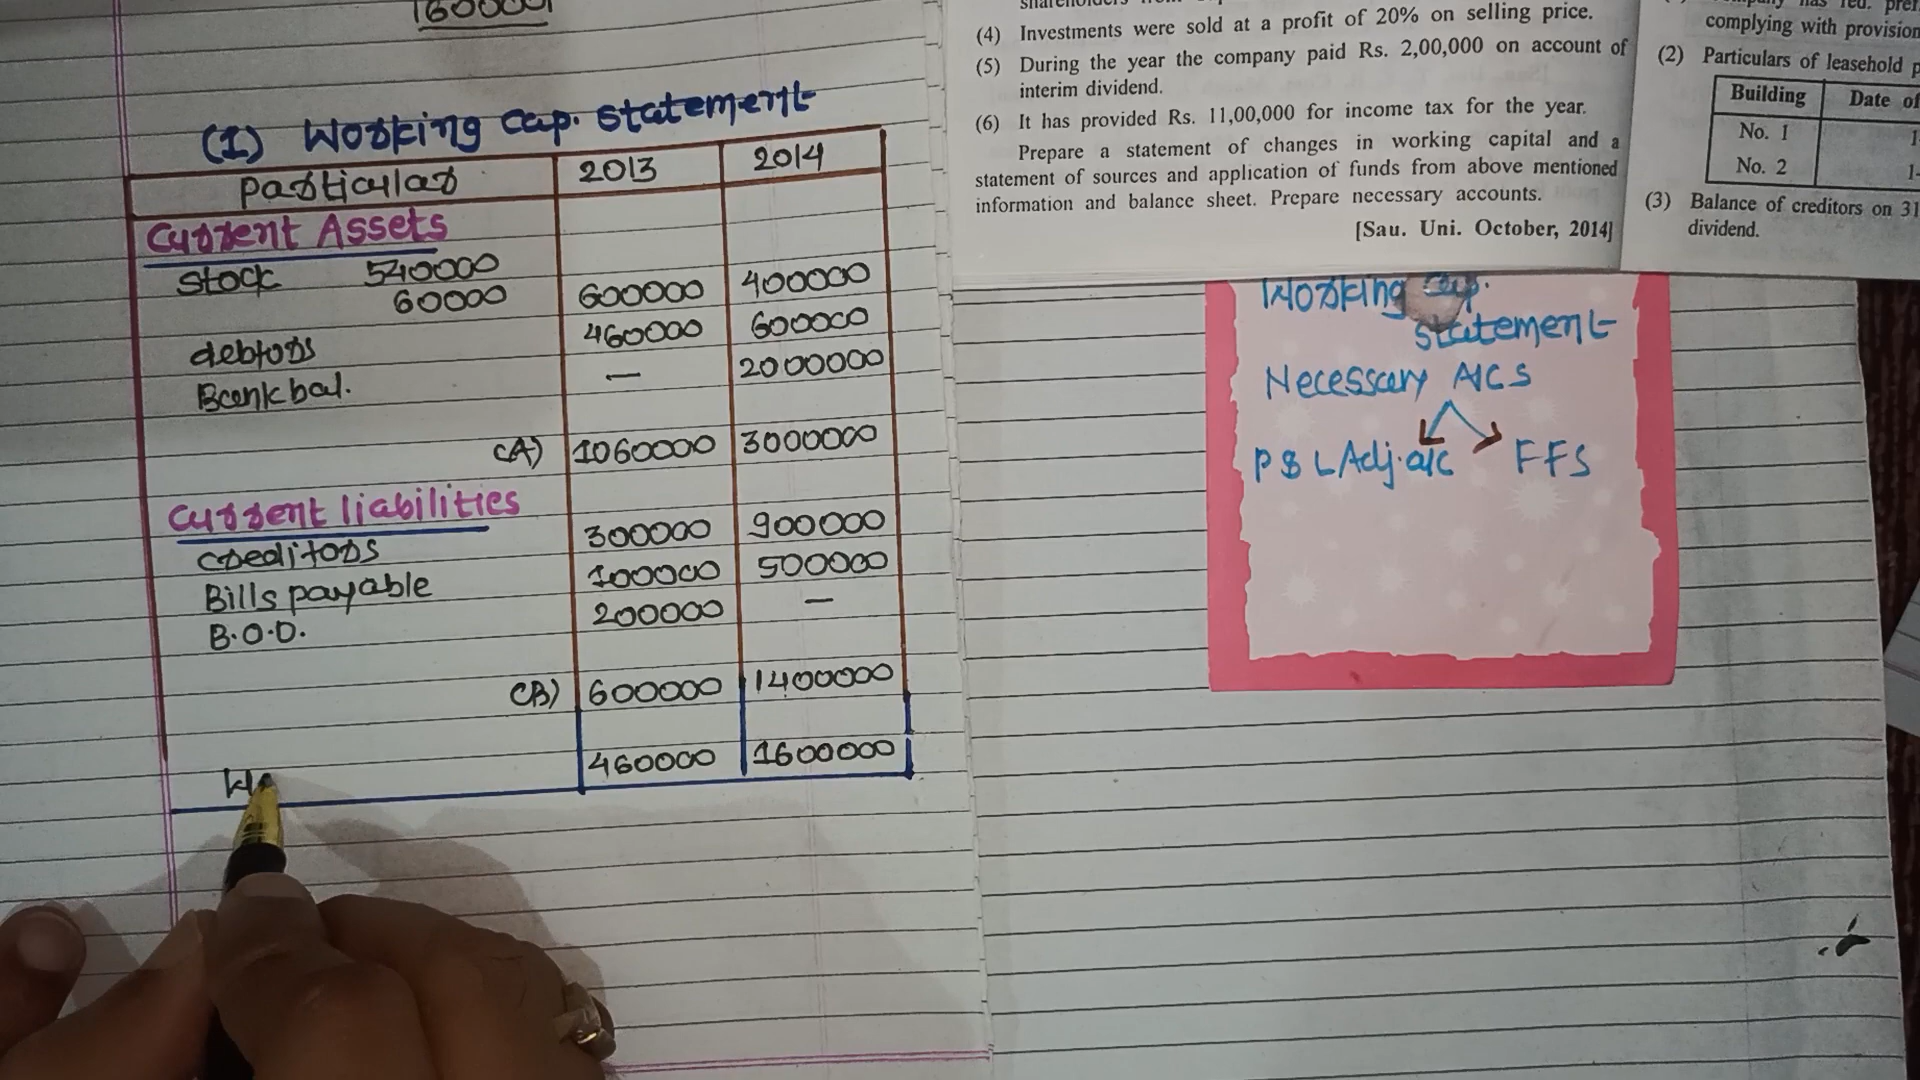 160000
(1) Working Cap. statement
Particular 2013 2014
Current Assets
Stock 540000
60000 600000 400000
debtors 460000 600000
Bank bal. — 2000000
(A) 1060000 3000000
Current liabilities
creditors 300000 900000
Bills payable 100000 500000
B.O.D. 200000 —
(B) 600000 1400000
460000 1600000
(4) Investments were sold at a profit of 20% on selling price.
(5) During the year the company paid Rs. 2,00,000 on account of
interim dividend.
(6) It has provided Rs. 11,00,000 for income tax for the year.
Prepare a statement of changes in working capital and a
statement of sources and application of funds from above mentioned
information and balance sheet. Prepare necessary accounts.
[Sau. Uni. October, 2014]
complying with provision
(2) Particulars of leasehold p
Building Date of
No. 1 1
No. 2 1-
(3) Balance of creditors on 31
dividend.
Working Cap.
statement
Necessary A/CS
P & L Adj. a/c FFS